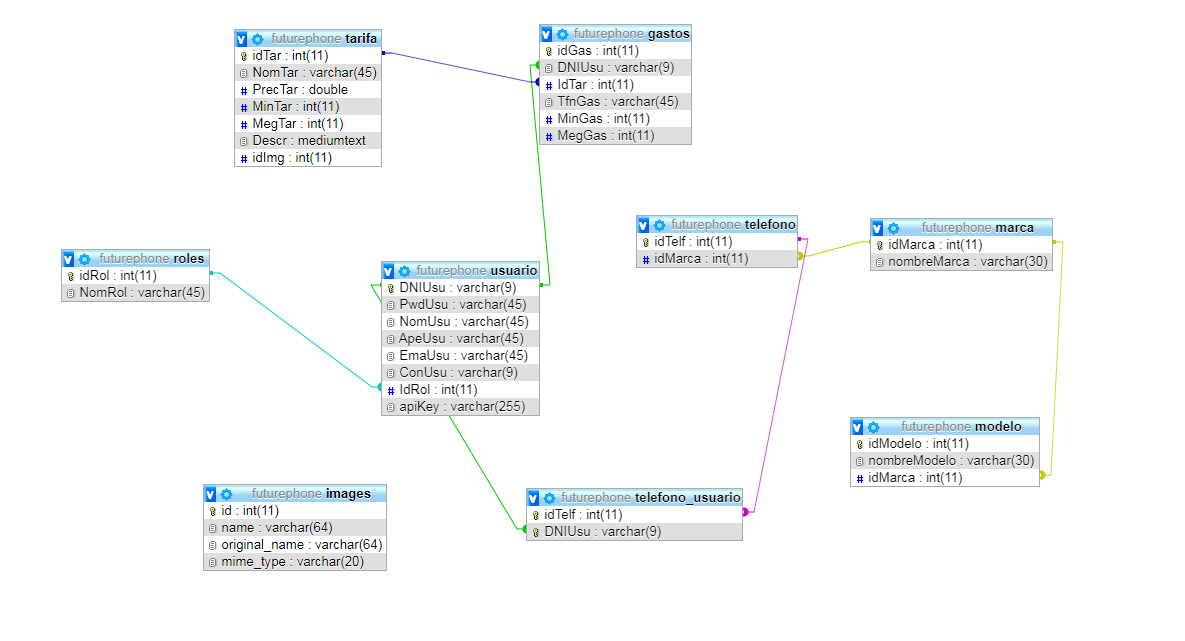 futurephone tarifa
idTar : int(11)
NomTar : varchar(45)
PrecTar : double
MinTar : int(11)
MegTar : int(11)
Descr : mediumtext
idImg : int(11)
futurephone gastos
idGas : int(11)
DNIUsu : varchar(9)
IdTar : int(11)
TfnGas : varchar(45)
MinGas : int(11)
MegGas : int(11)
futurephone roles
idRol : int(11)
NomRol : varchar(45)
futurephone usuario
DNIUsu : varchar(9)
PwdUsu : varchar(45)
NomUsu : varchar(45)
ApeUsu : varchar(45)
EmaUsu : varchar(45)
ConUsu : varchar(9)
IdRol : int(11)
apiKey : varchar(255)
futurephone telefono
idTelf : int(11)
idMarca : int(11)
futurephone marca
idMarca : int(11)
nombreMarca : varchar(30)
futurephone modelo
idModelo : int(11)
nombreModelo : varchar(30)
idMarca : int(11)
futurephone images
id : int(11)
name : varchar(64)
original_name : varchar(64)
mime_type : varchar(20)
futurephone telefono_usuario
idTelf : int(11)
DNIUsu : varchar(9)